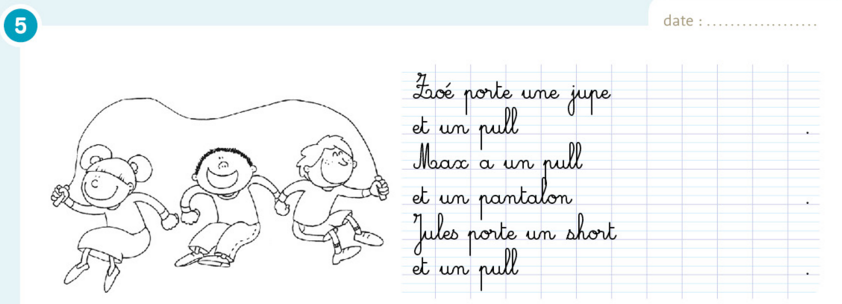 5
date : ...................
Zoé porte une jupe
et un pull .
Max a un pull
et un pantalon .
Jules porte un short
et un pull .